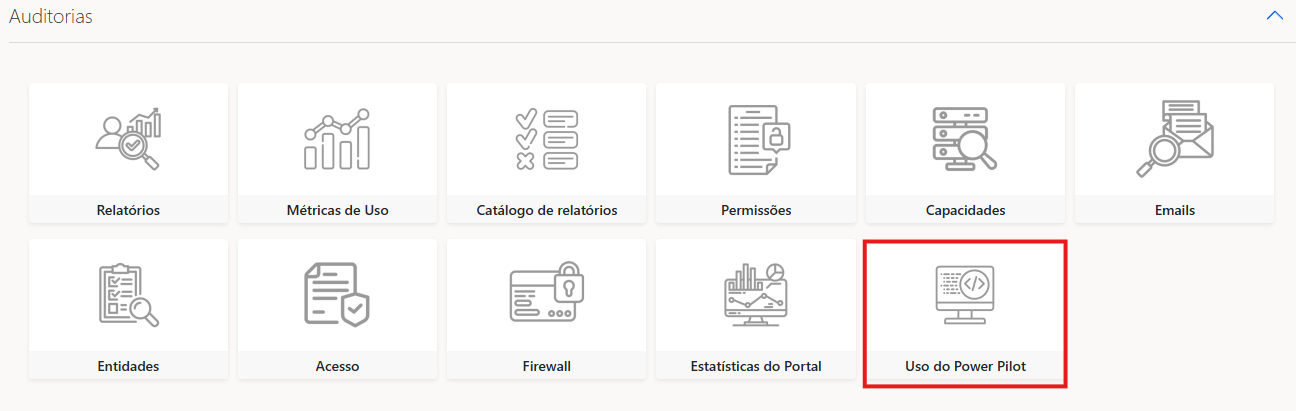 Auditorias
Relatórios
Métricas de Uso
Catálogo de relatórios
Permissões
Capacidades
Emails
Entidades
Acesso
Firewall
Estatísticas do Portal
Uso do Power Pilot